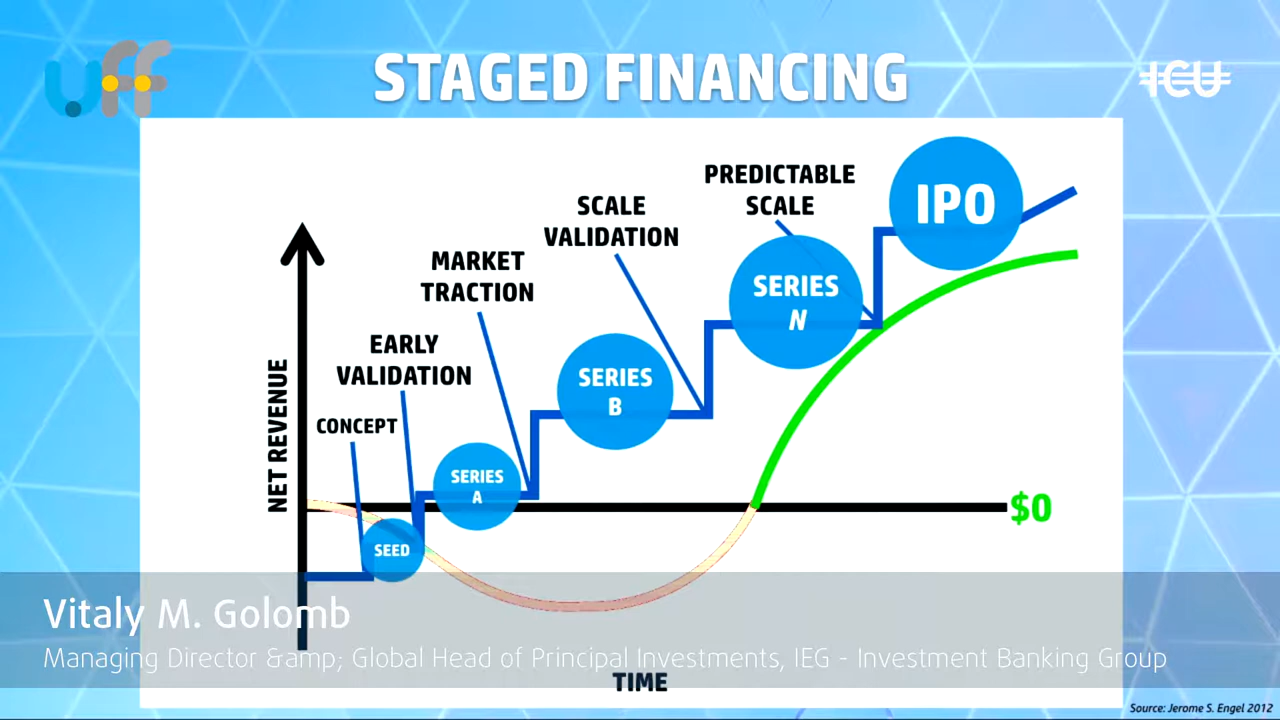 uff
STAGED FINANCING
ICU
PREDICTABLE
SCALE
SCALE
VALIDATION
MARKET
TRACTION
EARLY
VALIDATION
CONCEPT
NET REVENUE
SEED
SERIES
A
SERIES
B
SERIES
N
IPO
$0
Vitaly M. Golomb
Managing Director &amp; Global Head of Principal Investments, IEG - Investment Banking Group
TIME
Source: Jerome S. Engel 2012